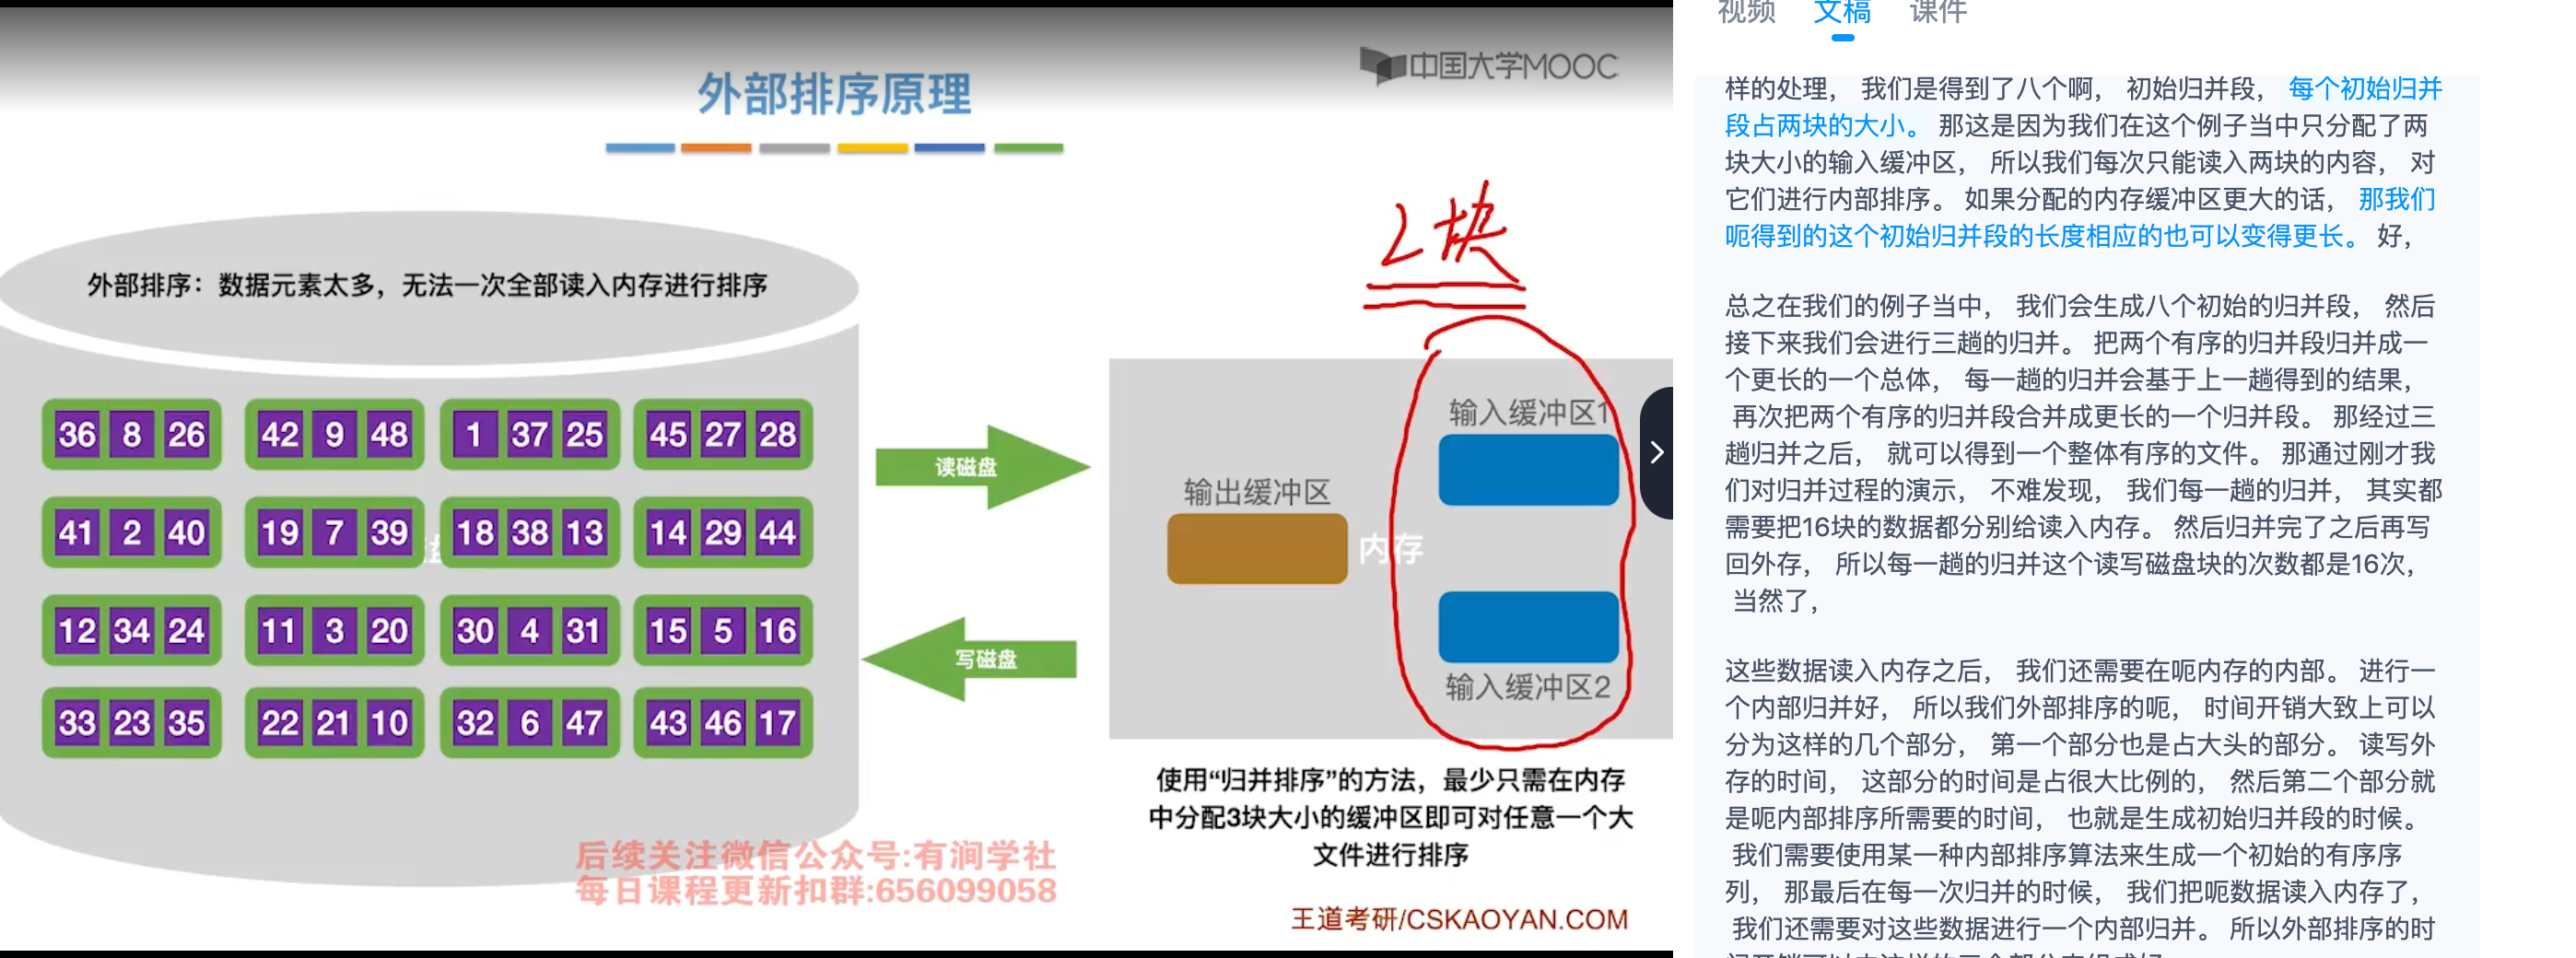 中国大学MOOC
外部排序原理
外部排序：数据元素太多，无法一次全部读入内存进行排序
36 8 26 42 9 48 1 37 25 45 27 28
41 2 40 19 7 39 18 38 13 14 29 44
12 34 24 11 3 20 30 4 31 15 5 16
33 23 35 22 21 10 32 6 47 43 46 17
读磁盘
写磁盘
2块
输入缓冲区1
输出缓冲区
内存
输入缓冲区2
使用“归并排序”的方法，最少只需在内存
中分配3块大小的缓冲区即可对任意一个大
文件进行排序
后续关注微信公众号:有涧学社
每日课程更新扣群:656099058
王道考研/CSKAOYAN.COM
视频 文稿 课件
样的处理， 我们是得到了八个啊， 初始归并段， 每个初始归并
段占两块的大小。 那这是因为我们在这个例子当中只分配了两
块大小的输入缓冲区， 所以我们每次只能读入两块的内容， 对
它们进行内部排序。 如果分配的内存缓冲区更大的话， 那我们
呃得到的这个初始归并段的长度相应的也可以变得更长。 好，
总之在我们的例子当中， 我们会生成八个初始的归并段， 然后
接下来我们会进行三趟的归并。 把两个有序的归并段归并成一
个更长的一个总体， 每一趟的归并会基于上一趟得到的结果，
再次把两个有序的归并段合并成更长的一个归并段。 那经过三
趟归并之后， 就可以得到一个整体有序的文件。 那通过刚才我
们对归并过程的演示， 不难发现， 我们每一趟的归并， 其实都
需要把16块的数据都分别给读入内存。 然后归并完了之后再写
回外存， 所以每一趟的归并这个读写磁盘块的次数都是16次，
当然了，
这些数据读入内存之后， 我们还需要在呃内存的内部。 进行一
个内部归并好， 所以我们外部排序的呃， 时间开销大致上可以
分为这样的几个部分， 第一个部分也是占大头的部分。 读写外
存的时间， 这部分的时间是占很大比例的， 然后第二个部分就
是呃内部排序所需要的时间， 也就是生成初始归并段的时候。
我们需要使用某一种内部排序算法来生成一个初始的有序序
列， 那最后在每一次归并的时候， 我们把呃数据读入内存了，
我们还需要对这些数据进行一个内部归并。 所以外部排序的时